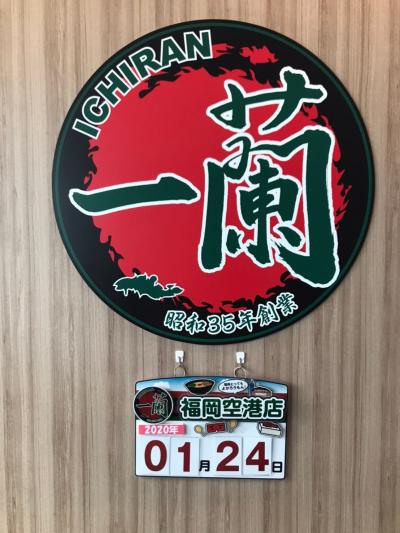 ICHIRAN
一蘭
昭和35年創業
一蘭
福岡空港店
2020年
01月24日